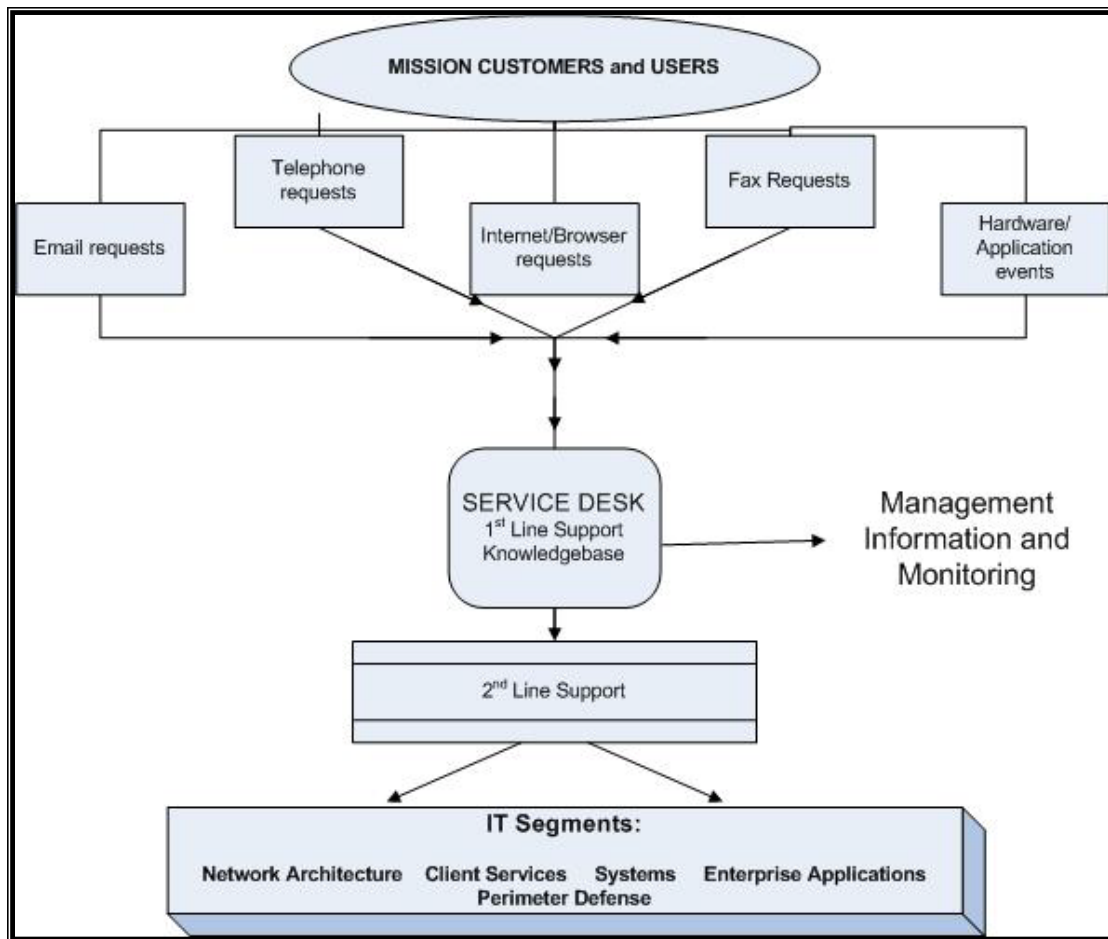 MISSION CUSTOMERS and USERS
Telephone
requests
Fax Requests
Email requests
Internet/Browser
requests
Hardware/
Application
events
SERVICE DESK
1st Line Support
Knowledgebase
Management
Information and
Monitoring
2nd Line Support
IT Segments:
Network Architecture Client Services Systems Enterprise Applications
Perimeter Defense